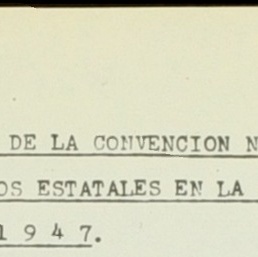 DE LA CONVENCION N
OS ESTATALES EN LA
1 9 4 7.